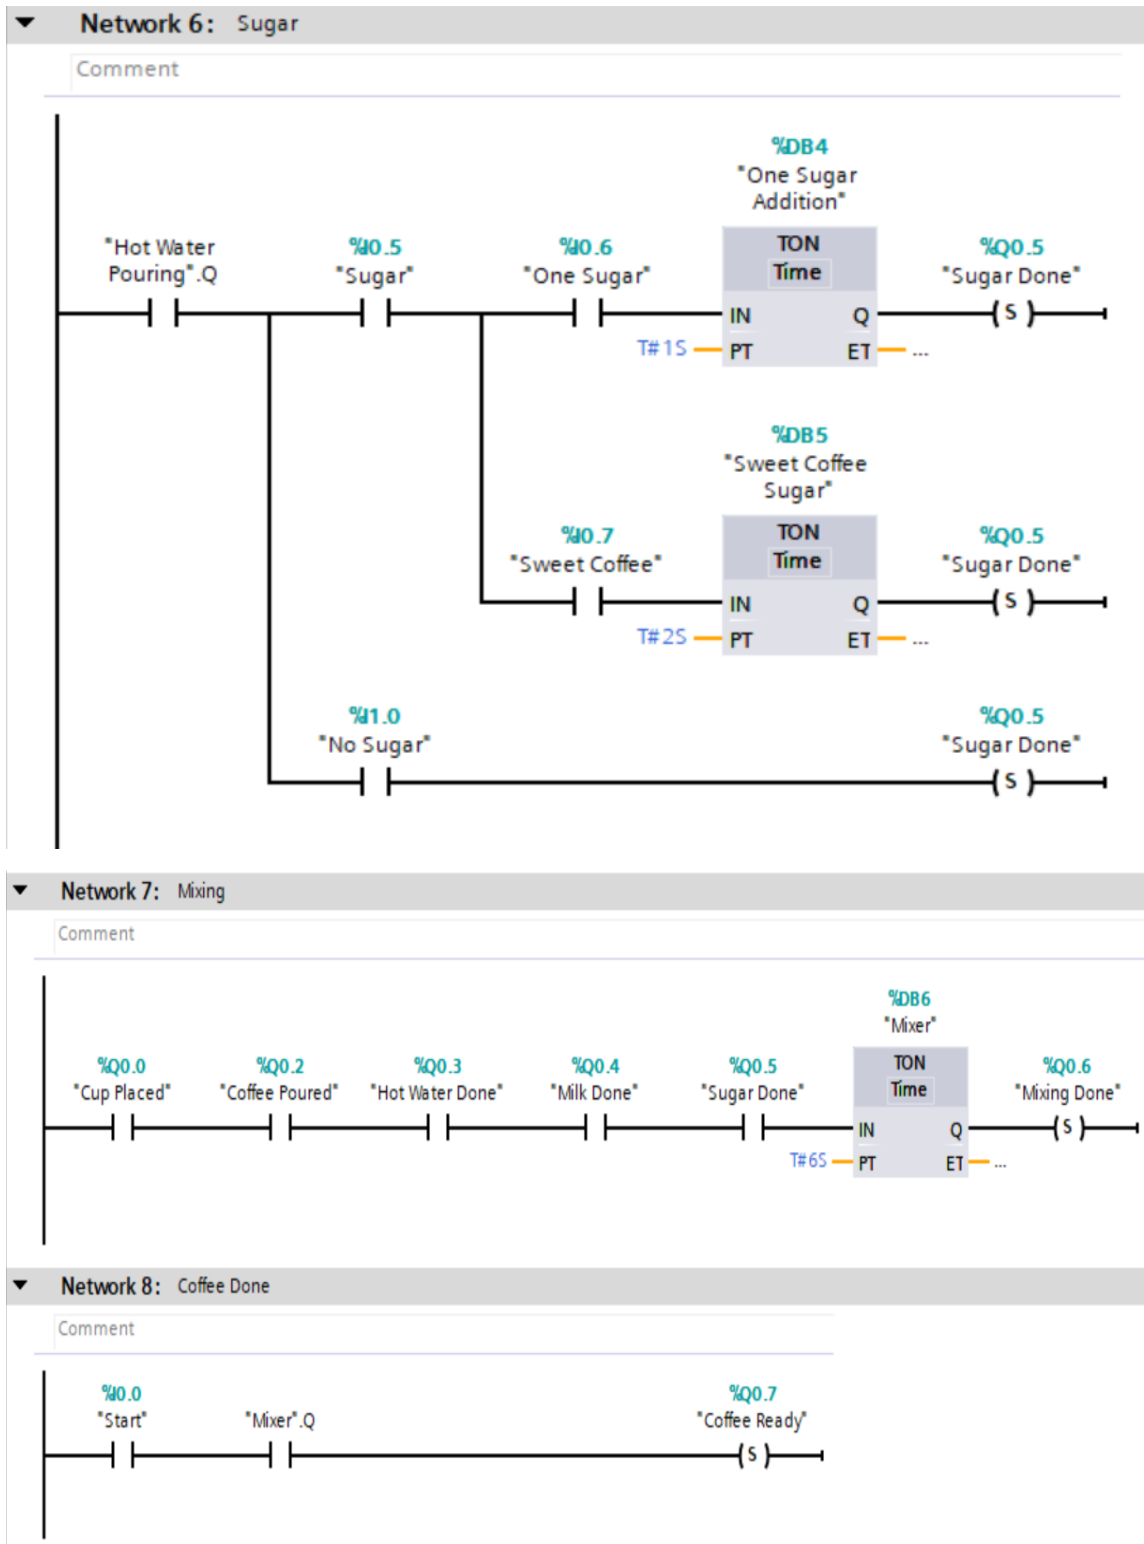 Network 6: Sugar
Comment
%DB4
"One Sugar
Addition"
"Hot Water
Pouring".Q
%I0.5
"Sugar"
%I0.6
"One Sugar"
TON
Time
%Q0.5
"Sugar Done"
S
IN
Q
T#1S
PT
ET
...
%DB5
"Sweet Coffee
Sugar"
%I0.7
"Sweet Coffee"
TON
Time
%Q0.5
"Sugar Done"
S
IN
Q
T#2S
PT
ET
...
%I1.0
"No Sugar"
%Q0.5
"Sugar Done"
S
Network 7: Mixing
Comment
%DB6
"Mixer"
%Q0.0
"Cup Placed"
%Q0.2
"Coffee Poured"
%Q0.3
"Hot Water Done"
%Q0.4
"Milk Done"
%Q0.5
"Sugar Done"
TON
Time
%Q0.6
"Mixing Done"
S
IN
Q
T#6S
PT
ET
...
Network 8: Coffee Done
Comment
%I0.0
"Start"
"Mixer".Q
%Q0.7
"Coffee Ready"
S